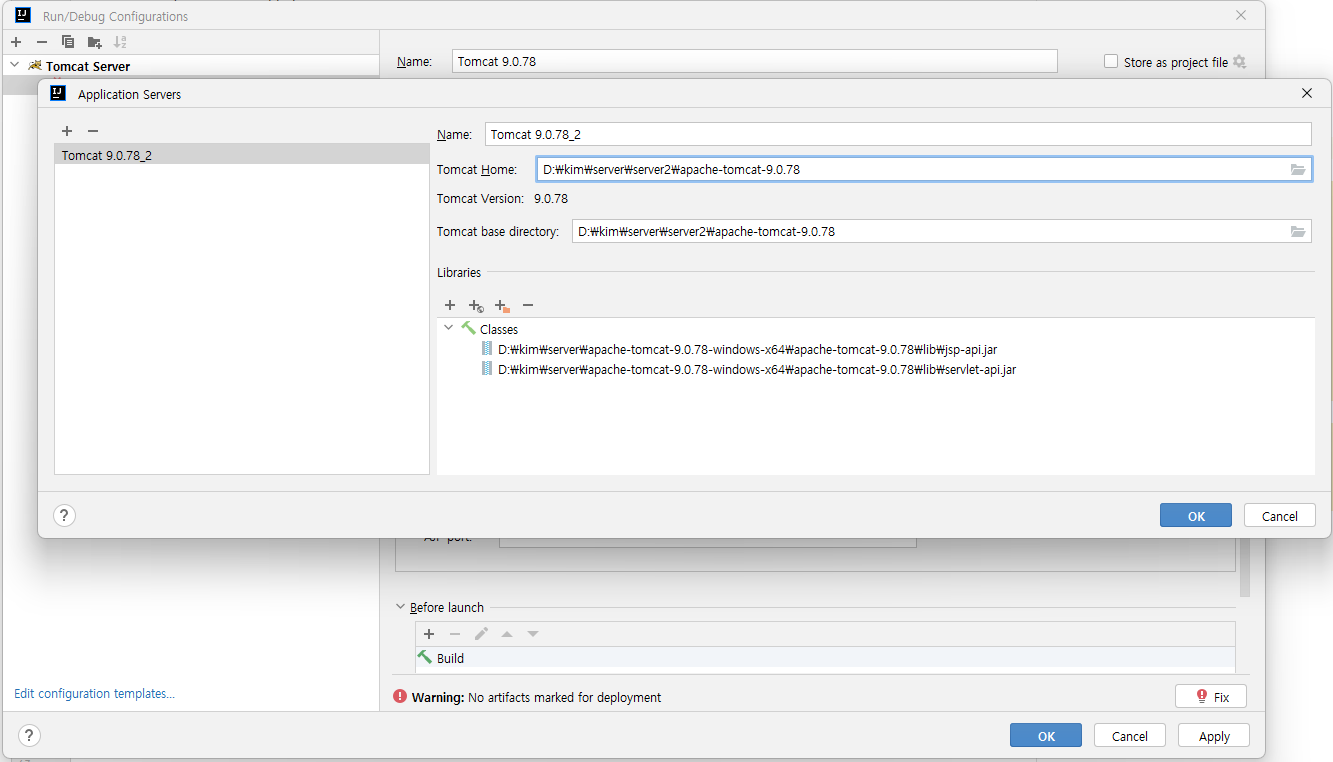 Run/Debug Configurations
Tomcat Server
Name: Tomcat 9.0.78
Store as project file
Application Servers
Tomcat 9.0.78_2
Name: Tomcat 9.0.78_2
Tomcat Home: D:₩kim₩server₩server2₩apache-tomcat-9.0.78
Tomcat Version: 9.0.78
Tomcat base directory: D:₩kim₩server₩server2₩apache-tomcat-9.0.78
Libraries
Classes
D:₩kim₩server₩apache-tomcat-9.0.78-windows-x64₩apache-tomcat-9.0.78₩lib₩jsp-api.jar
D:₩kim₩server₩apache-tomcat-9.0.78-windows-x64₩apache-tomcat-9.0.78₩lib₩servlet-api.jar
? OK Cancel
Before launch
Build
Edit configuration templates...
Warning: No artifacts marked for deployment
Fix
? OK Cancel Apply